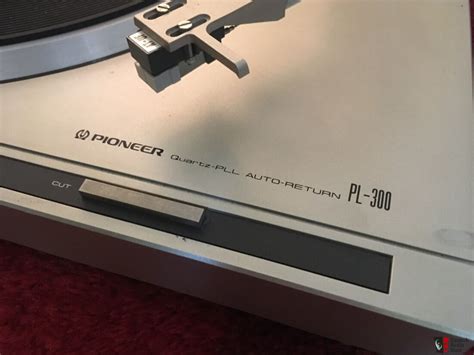 PIONEER Quartz-PLL AUTO-RETURN PL-300
CUT